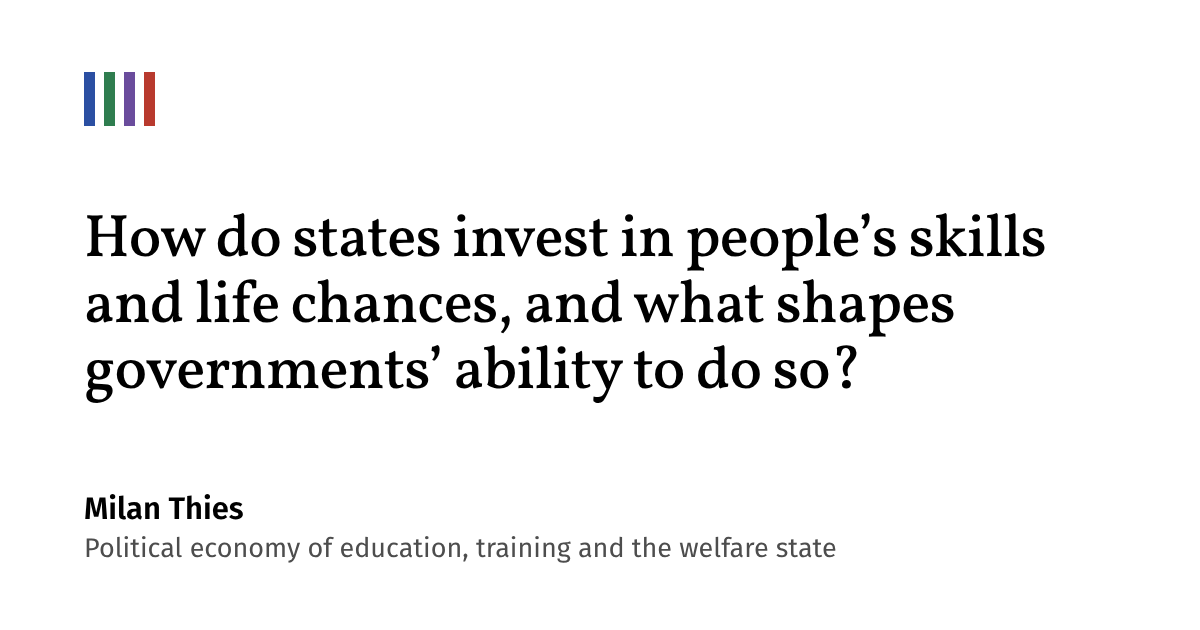 How do states invest in people’s skills
and life chances, and what shapes
governments’ ability to do so?
Milan Thies
Political economy of education, training and the welfare state